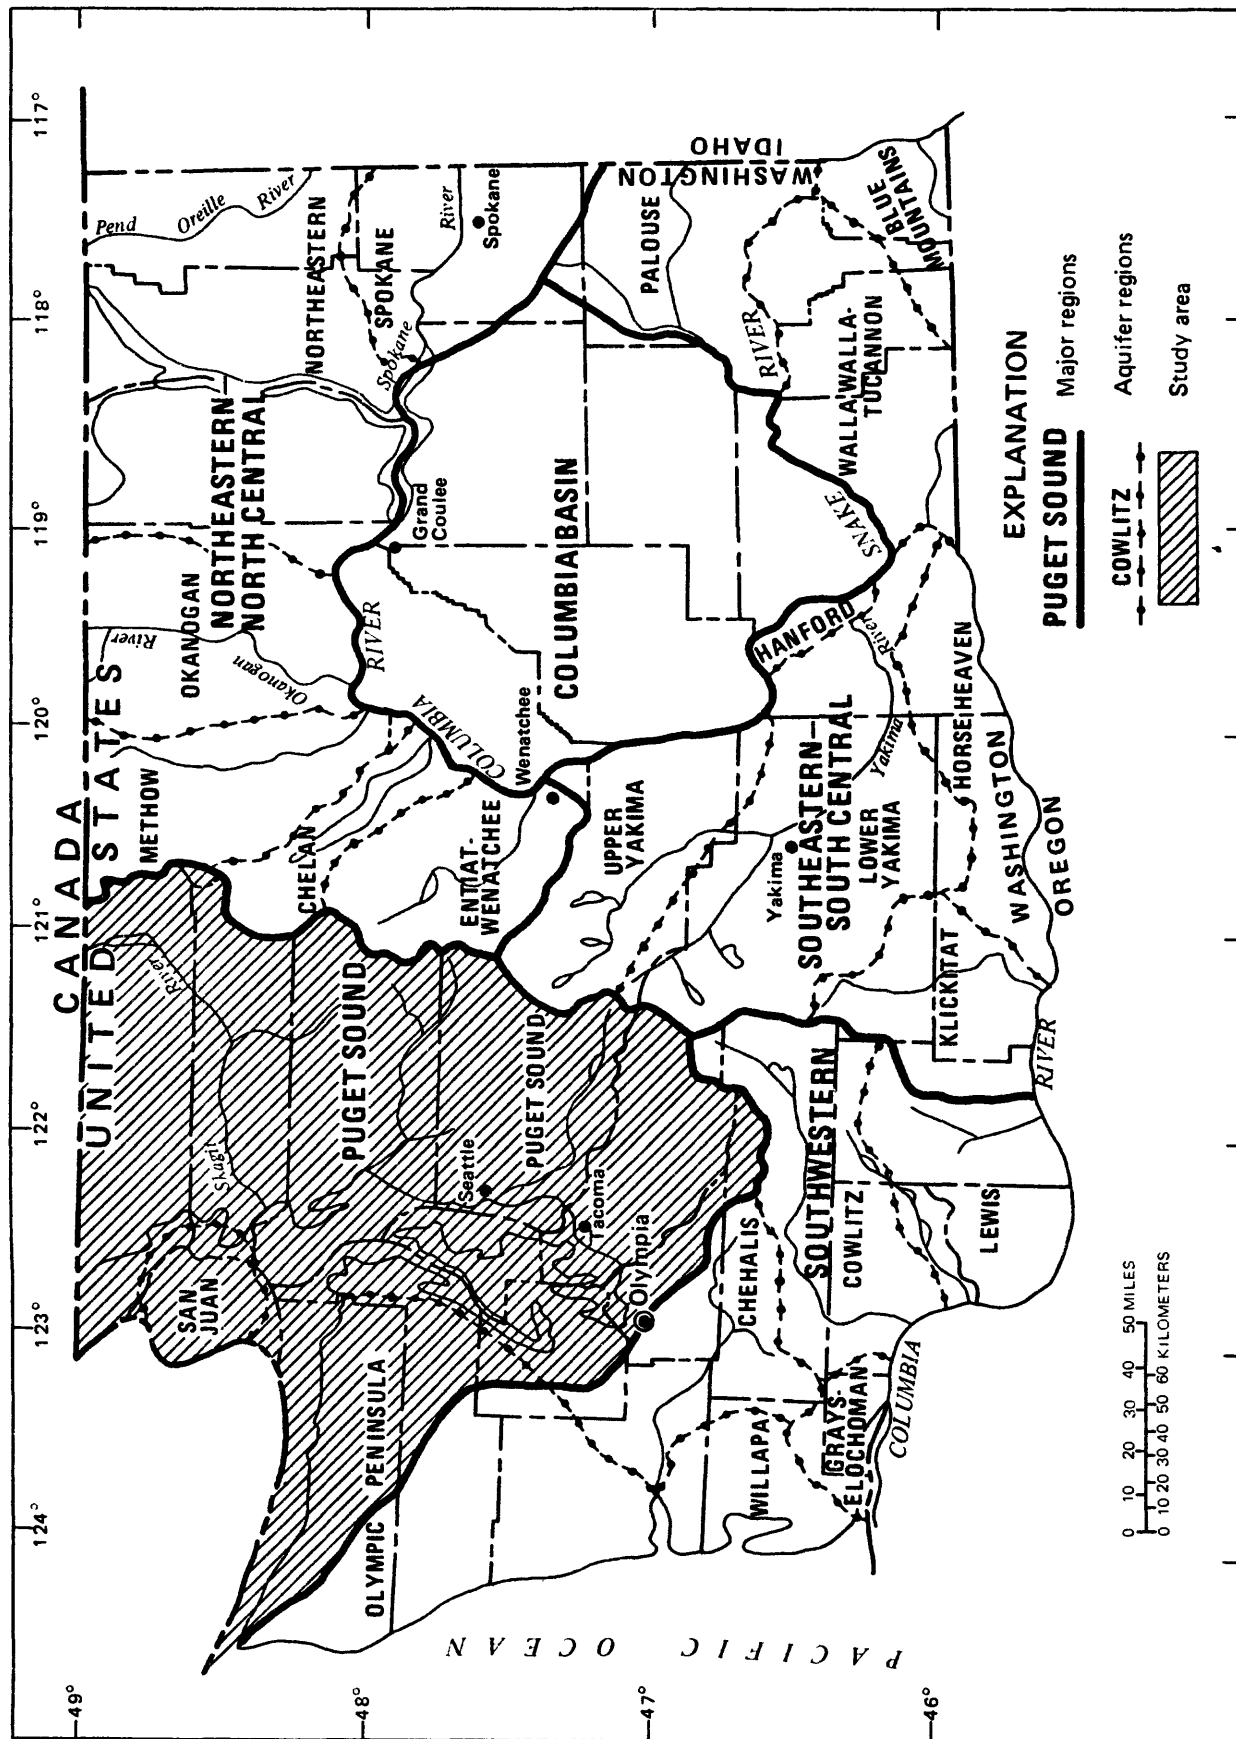 CANADA
UNITED STATES
49°
48°
47°
46°
124°
123°
122°
121°
120°
119°
118°
117°
PACIFIC OCEAN
OLYMPIC PENINSULA
SAN
JUAN
Skagit
River
PUGET SOUND
PUGET SOUND
Seattle
Tacoma
Olympia
METHOW
CHELAN
ENTIAT-
WENATCHEE
Wenatchee
OKANOGAN
Okanogan
River
NORTHEASTERN-
NORTH CENTRAL
COLUMBIA
RIVER
Grand
Coulee
NORTHEASTERN
SPOKANE
Spokane
River
Spokane
Pend
Oreille
River
COLUMBIA BASIN
PALOUSE
WASHINGTON
IDAHO
BLUE
MOUNTAINS
WALLA WALLA-
TUCANNON
SNAKE
RIVER
HANFORD
UPPER
YAKIMA
Yakima
SOUTHEASTERN-
SOUTH CENTRAL
LOWER
YAKIMA
Yakima
River
HORSE HEAVEN
KLICKITAT
WASHINGTON
OREGON
SOUTHWESTERN
CHEHALIS
COWLITZ
LEWIS
WILLAPA
GRAYS-
ELOCHOMAN
COLUMBIA
RIVER
0 10 20 30 40 50 MILES
0 10 20 30 40 50 60 KILOMETERS
EXPLANATION
PUGET SOUND Major regions
COWLITZ Aquifer regions
Study area